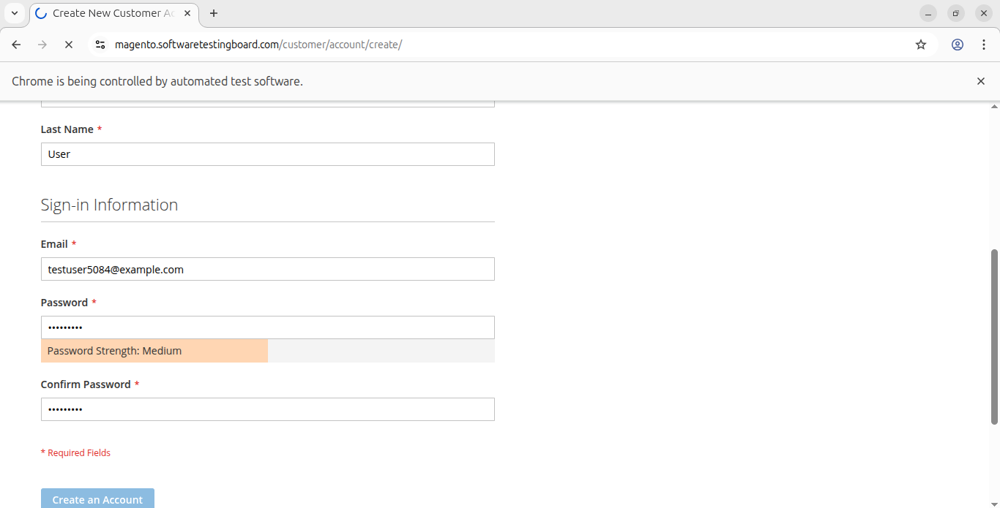 Create New Customer Ac
magento.softwaretestingboard.com/customer/account/create/
Chrome is being controlled by automated test software.
Last Name *
User
Sign-in Information
Email *
testuser5084@example.com
Password *
•••••••••
Password Strength: Medium
Confirm Password *
•••••••••
* Required Fields
Create an Account